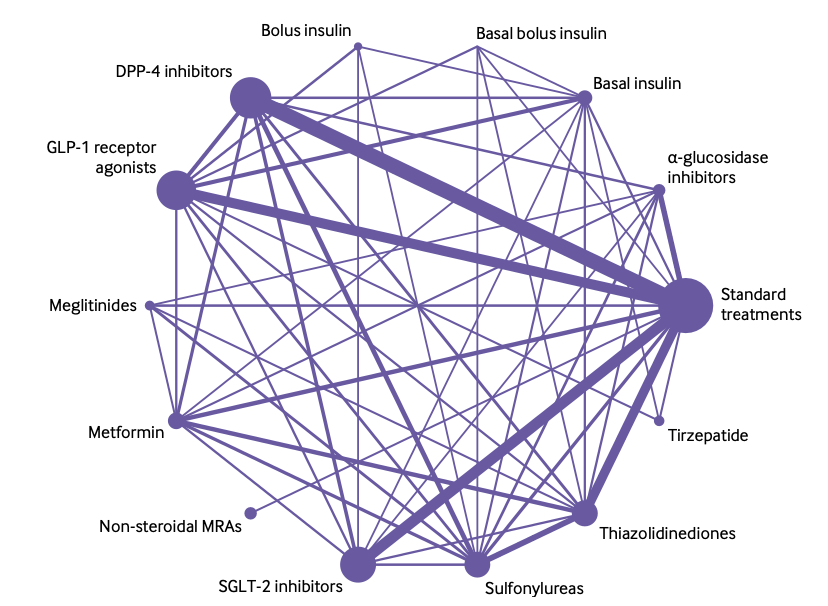 Bolus insulin
Basal bolus insulin
DPP-4 inhibitors
Basal insulin
GLP-1 receptor
agonists
α-glucosidase
inhibitors
Meglitinides
Standard
treatments
Metformin
Tirzepatide
Non-steroidal MRAs
Thiazolidinediones
SGLT-2 inhibitors
Sulfonylureas